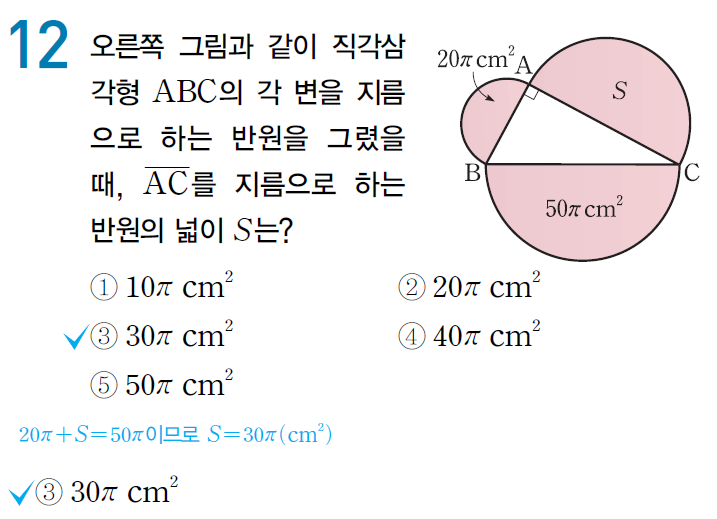 12 오른쪽 그림과 같이 직각삼
각형 ABC의 각 변을 지름
으로 하는 반원을 그렸을
때, \overline{AC}를 지름으로 하는
반원의 넓이 S는?
20π cm²
A
S
B
C
50π cm²
① 10π cm² ② 20π cm²
✓③ 30π cm² ④ 40π cm²
⑤ 50π cm²
20π+S=50π이므로 S=30π(cm²)
✓③ 30π cm²